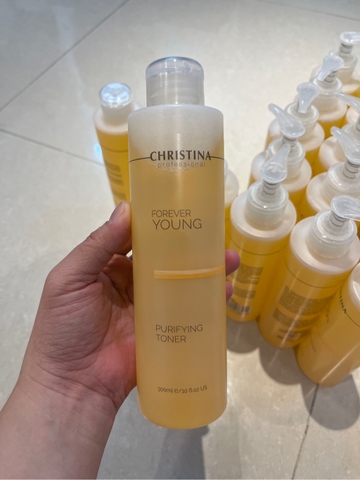 CHRISTINA
professional
FOREVER
YOUNG
PURIFYING
TONER